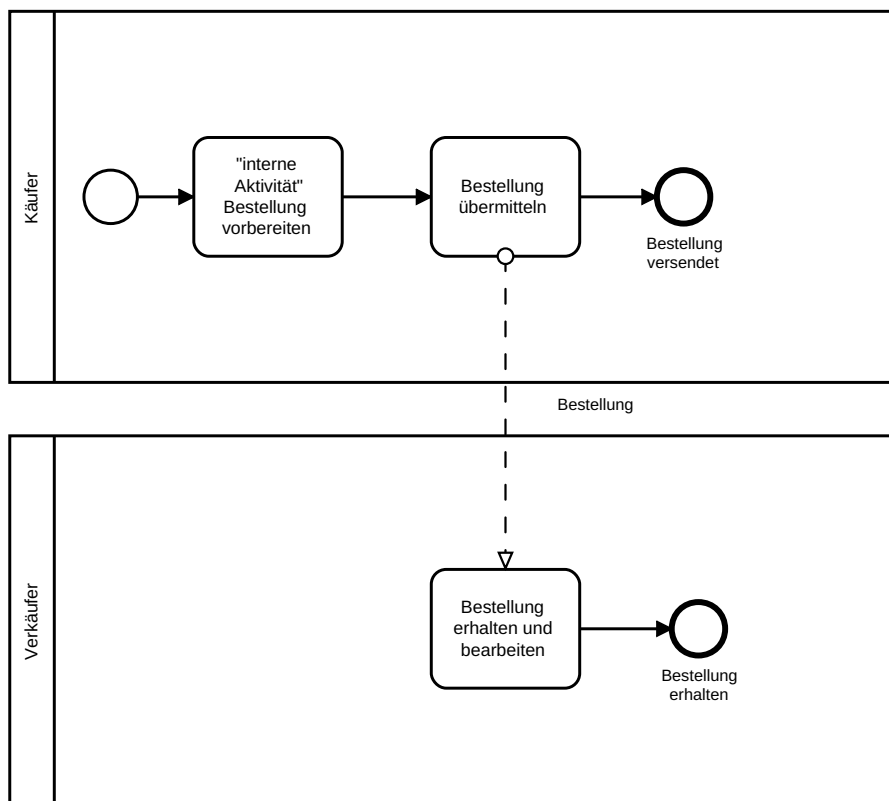 Käufer
"interne
Aktivität"
Bestellung
vorbereiten
Bestellung
übermitteln
Bestellung
versendet
Bestellung
Verkäufer
Bestellung
erhalten und
bearbeiten
Bestellung
erhalten